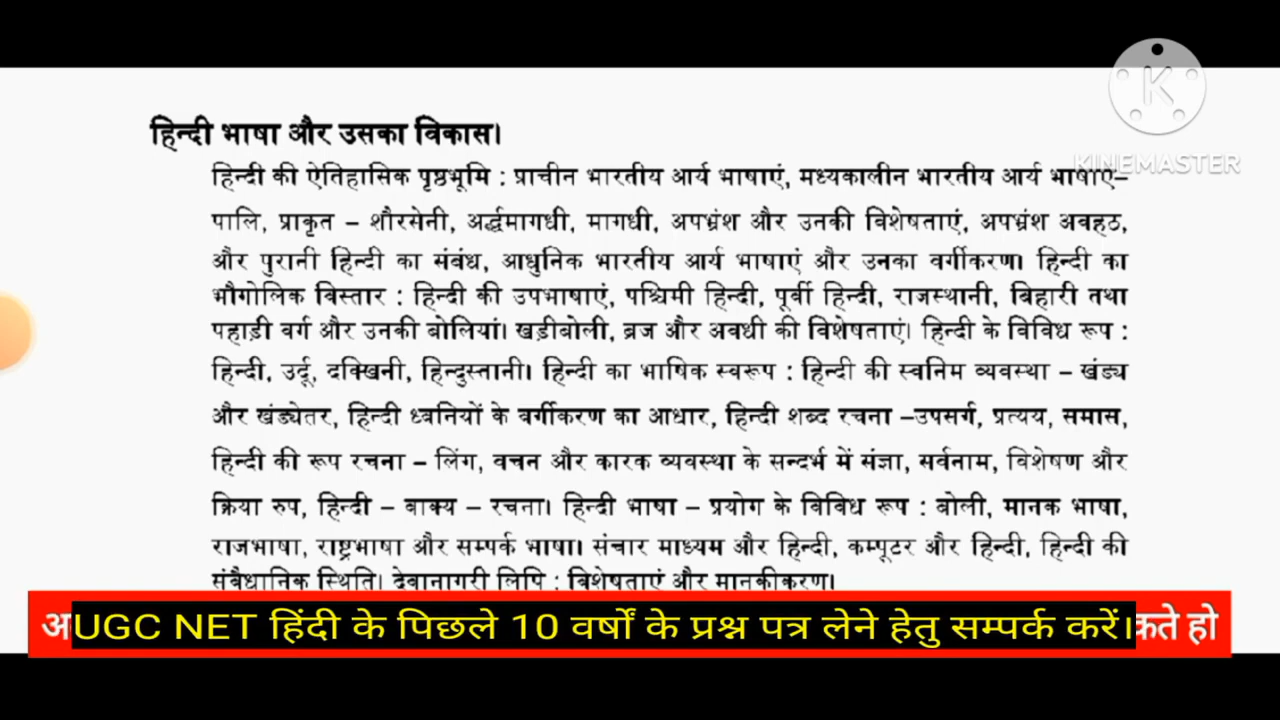 K
KINEMASTER
हिन्दी भाषा और उसका विकास।
हिन्दी की ऐतिहासिक पृष्ठभूमि : प्राचीन भारतीय आर्य भाषाएं, मध्यकालीन भारतीय आर्य भाषाएं–
पालि, प्राकृत – शौरसेनी, अर्द्धमागधी, मागधी, अपभ्रंश और उनकी विशेषताएं, अपभ्रंश अवहठ,
और पुरानी हिन्दी का संबंध, आधुनिक भारतीय आर्य भाषाएं और उनका वर्गीकरण। हिन्दी का
भौगोलिक विस्तार : हिन्दी की उपभाषाएं, पश्चिमी हिन्दी, पूर्वी हिन्दी, राजस्थानी, बिहारी तथा
पहाड़ी वर्ग और उनकी बोलियां। खड़ीबोली, ब्रज और अवधी की विशेषताएं। हिन्दी के विविध रूप :
हिन्दी, उर्दू, दक्खिनी, हिन्दुस्तानी। हिन्दी का भाषिक स्वरूप : हिन्दी की स्वनिम व्यवस्था – खंड्य
और खंड्येतर, हिन्दी ध्वनियों के वर्गीकरण का आधार, हिन्दी शब्द रचना –उपसर्ग, प्रत्यय, समास,
हिन्दी की रूप रचना – लिंग, वचन और कारक व्यवस्था के सन्दर्भ में संज्ञा, सर्वनाम, विशेषण और
क्रिया रुप, हिन्दी – वाक्य – रचना। हिन्दी भाषा – प्रयोग के विविध रूप : बोली, मानक भाषा,
राजभाषा, राष्ट्रभाषा और सम्पर्क भाषा। संचार माध्यम और हिन्दी, कम्पूटर और हिन्दी, हिन्दी की
संवैधानिक स्थिति। देवानागरी लिपि : विशेषताएं और मानकीकरण।
UGC NET हिंदी के पिछले 10 वर्षों के प्रश्न पत्र लेने हेतु सम्पर्क करें। हो